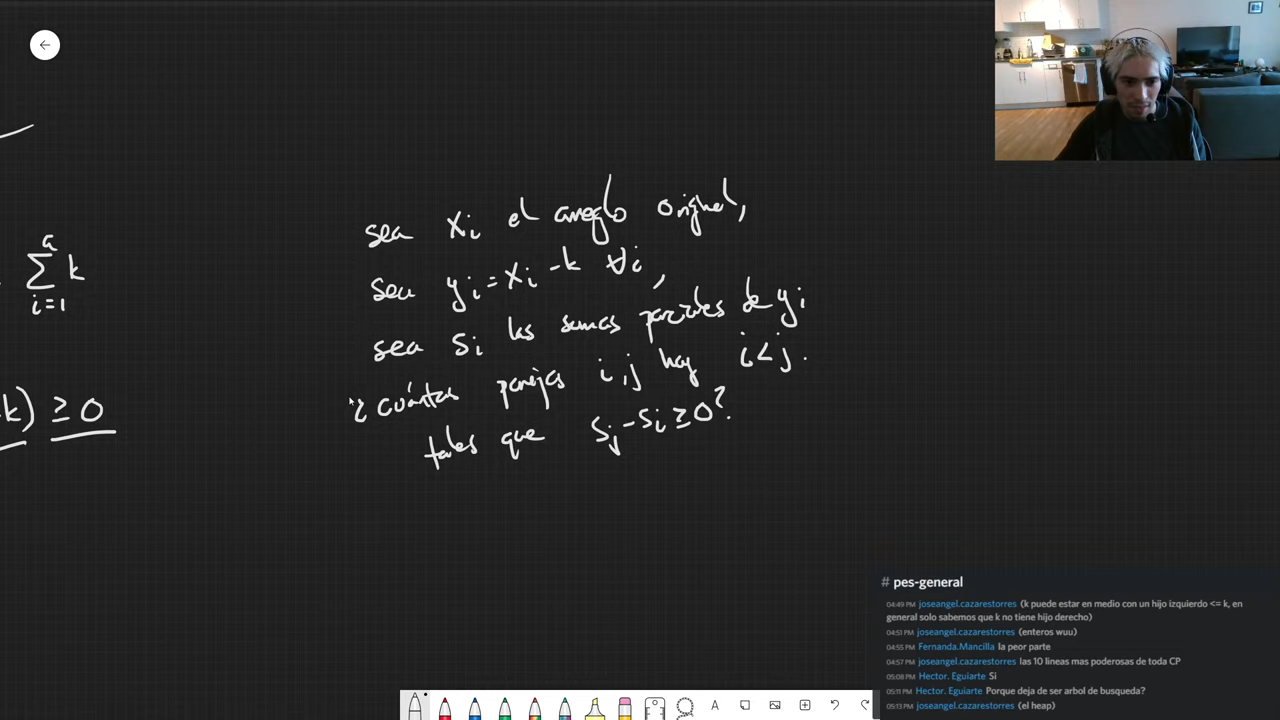 sea xᵢ el arreglo original,
sea yᵢ = xᵢ - k ∀i,
sea sᵢ las sumas parciales de yᵢ
¿cuántas parejas i,j hay i<j.
tales que sⱼ - sᵢ ≥ 0?
a
∑ k
i=1
k) ≥ 0
# pes-general
04:49 PM joseangel.cazarestorres (k puede estar en medio con un hijo izquierdo <= k, en
general solo sabemos que k no tiene hijo derecho)
04:51 PM joseangel.cazarestorres (enteros wuu)
04:55 PM Fernanda.Mancilla la peor parte
04:57 PM joseangel.cazarestorres las 10 lineas mas poderosas de toda CP
05:08 PM Hector. Eguiarte Si
05:11 PM Hector. Eguiarte Porque deja de ser arbol de busqueda?
05:13 PM joseangel.cazarestorres (el heap)
A